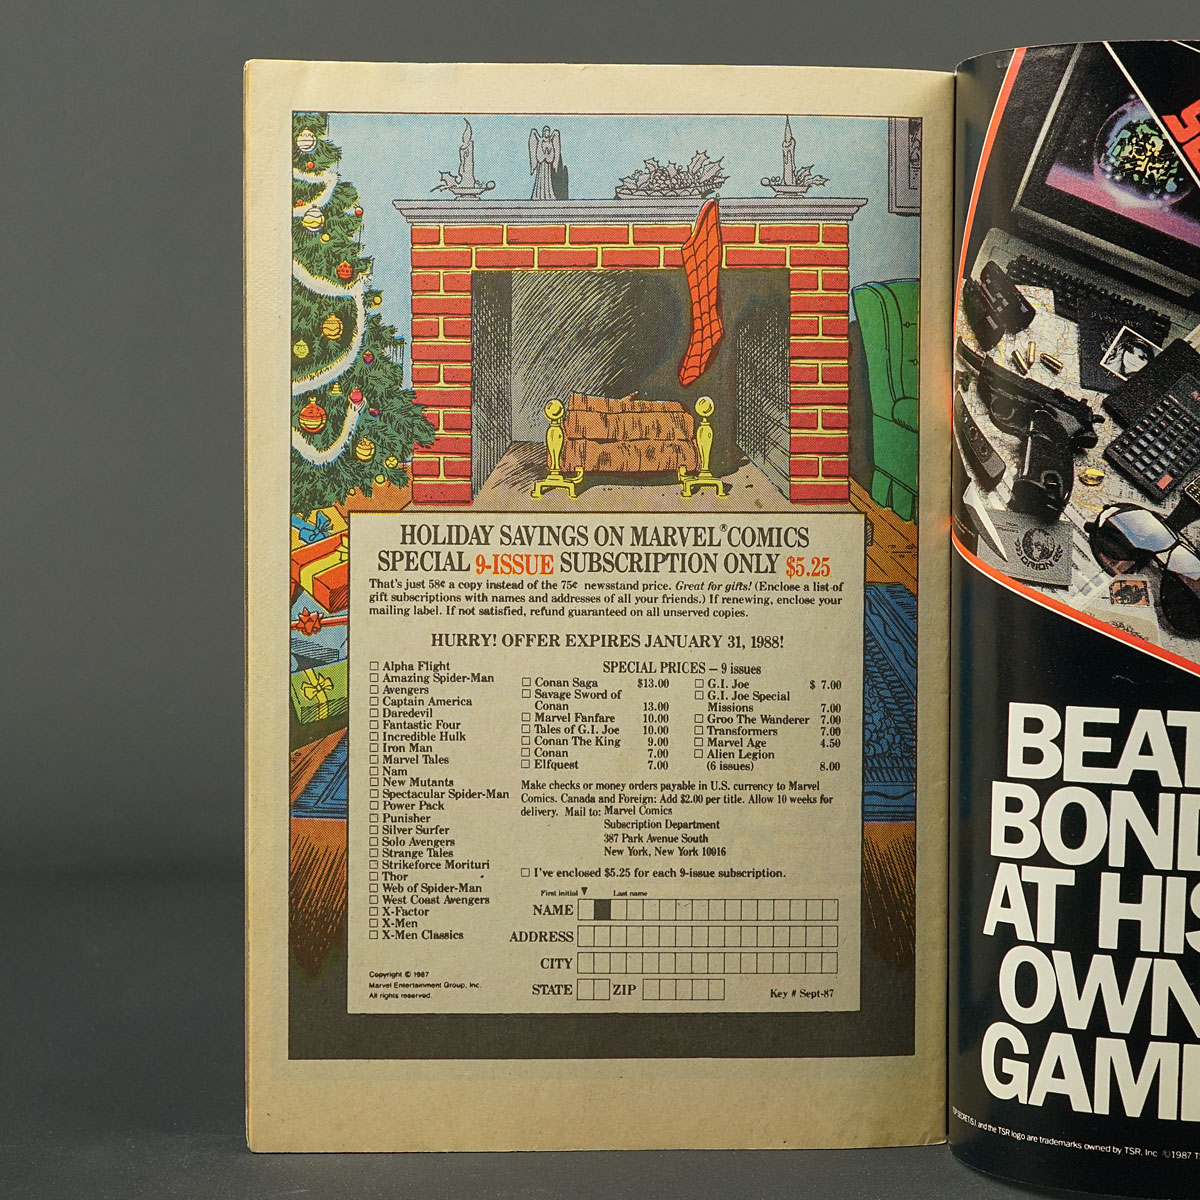 HOLIDAY SAVINGS ON MARVEL® COMICS
SPECIAL 9-ISSUE SUBSCRIPTION ONLY $5.25
That's just 58¢ a copy instead of the 75¢ newsstand price. Great for gifts! (Enclose a list of
gift subscriptions with names and addresses of all your friends.) If renewing, enclose your
mailing label. If not satisfied, refund guaranteed on all unserved copies.
HURRY! OFFER EXPIRES JANUARY 31, 1988!
☐ Alpha Flight
☐ Amazing Spider-Man
☐ Avengers
☐ Captain America
☐ Daredevil
☐ Fantastic Four
☐ Incredible Hulk
☐ Iron Man
☐ Marvel Tales
☐ Nam
☐ New Mutants
☐ Spectacular Spider-Man
☐ Power Pack
☐ Punisher
☐ Silver Surfer
☐ Solo Avengers
☐ Strange Tales
☐ Strikeforce Morituri
☐ Thor
☐ Web of Spider-Man
☐ West Coast Avengers
☐ X-Factor
☐ X-Men
☐ X-Men Classics
SPECIAL PRICES – 9 issues
☐ Conan Saga $13.00
☐ Savage Sword of
Conan 13.00
☐ Marvel Fanfare 10.00
☐ Tales of G.I. Joe 10.00
☐ Conan The King 9.00
☐ Conan 7.00
☐ Elfquest 7.00
☐ G.I. Joe $ 7.00
☐ G.I. Joe Special
Missions 7.00
☐ Groo The Wanderer 7.00
☐ Transformers 7.00
☐ Marvel Age 4.50
☐ Alien Legion
(6 issues) 8.00
Make checks or money orders payable in U.S. currency to Marvel
Comics. Canada and Foreign: Add $2.00 per title. Allow 10 weeks for
delivery. Mail to: Marvel Comics
Subscription Department
387 Park Avenue South
New York, New York 10016
☐ I've enclosed $5.25 for each 9-issue subscription.
First initial ▼ Last name
NAME
ADDRESS
CITY
STATE ZIP
Key # Sept-87
Copyright © 1987
Marvel Entertainment Group, Inc.
All rights reserved.
ORION
BEAT
BOND
AT HIS
OWN
GAME
and the TSR logo are trademarks owned by TSR, Inc ©1987